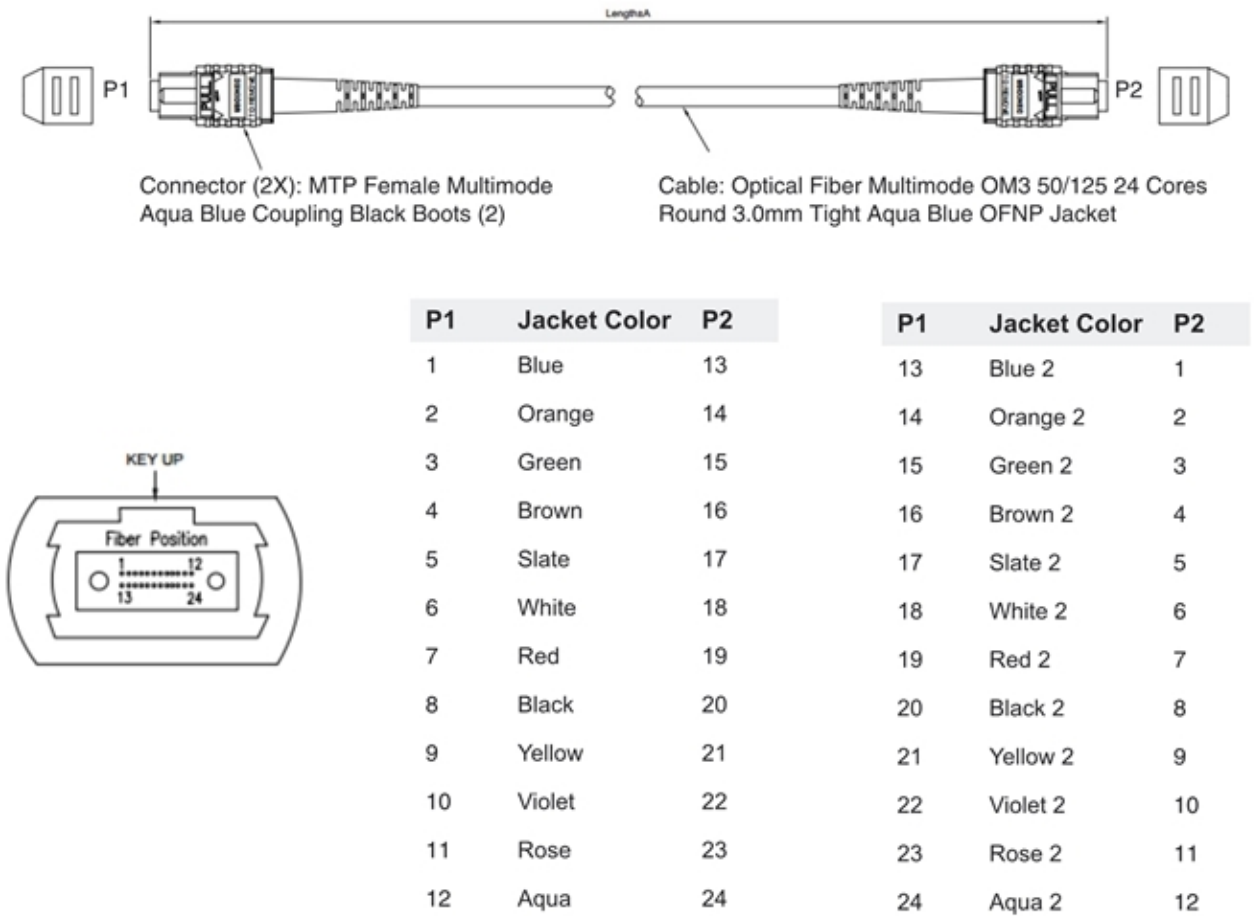 Length±A
P1
PULL
PULL
P2
Connector (2X): MTP Female Multimode
Aqua Blue Coupling Black Boots (2)
Cable: Optical Fiber Multimode OM3 50/125 24 Cores
Round 3.0mm Tight Aqua Blue OFNP Jacket
KEY UP
Fiber Position
1 12
13 24
P1 Jacket Color P2
1 Blue 13
2 Orange 14
3 Green 15
4 Brown 16
5 Slate 17
6 White 18
7 Red 19
8 Black 20
9 Yellow 21
10 Violet 22
11 Rose 23
12 Aqua 24
P1 Jacket Color P2
13 Blue 2 1
14 Orange 2 2
15 Green 2 3
16 Brown 2 4
17 Slate 2 5
18 White 2 6
19 Red 2 7
20 Black 2 8
21 Yellow 2 9
22 Violet 2 10
23 Rose 2 11
24 Aqua 2 12